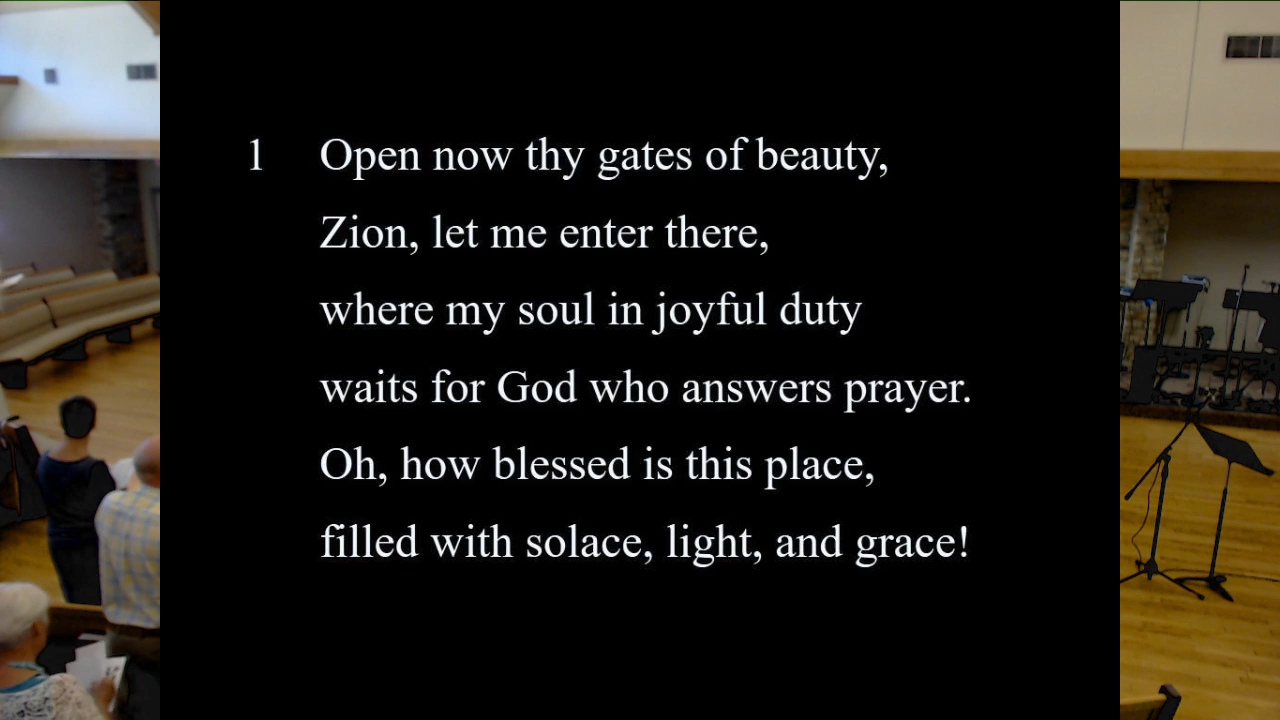 1 Open now thy gates of beauty,
Zion, let me enter there,
where my soul in joyful duty
waits for God who answers prayer.
Oh, how blessed is this place,
filled with solace, light, and grace!